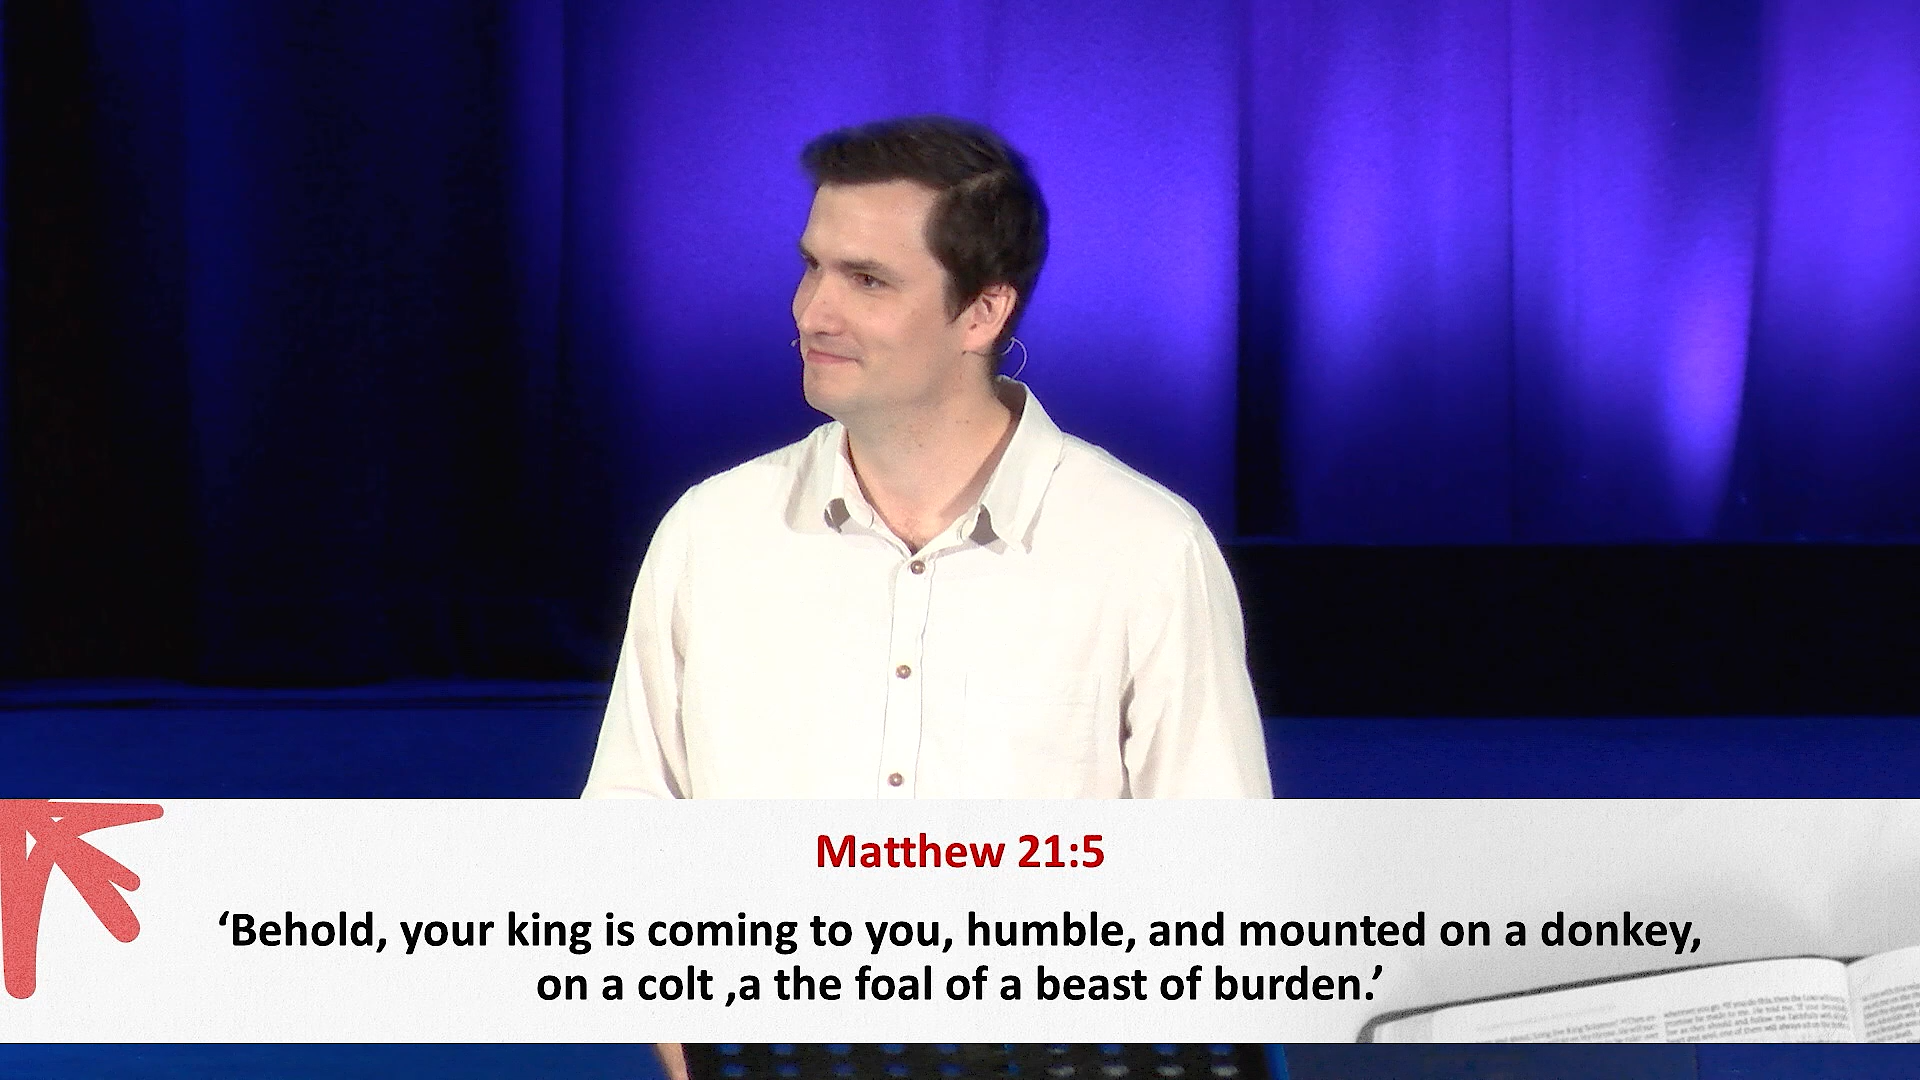 Matthew 21:5
‘Behold, your king is coming to you, humble, and mounted on a donkey,
on a colt ,a the foal of a beast of burden.’